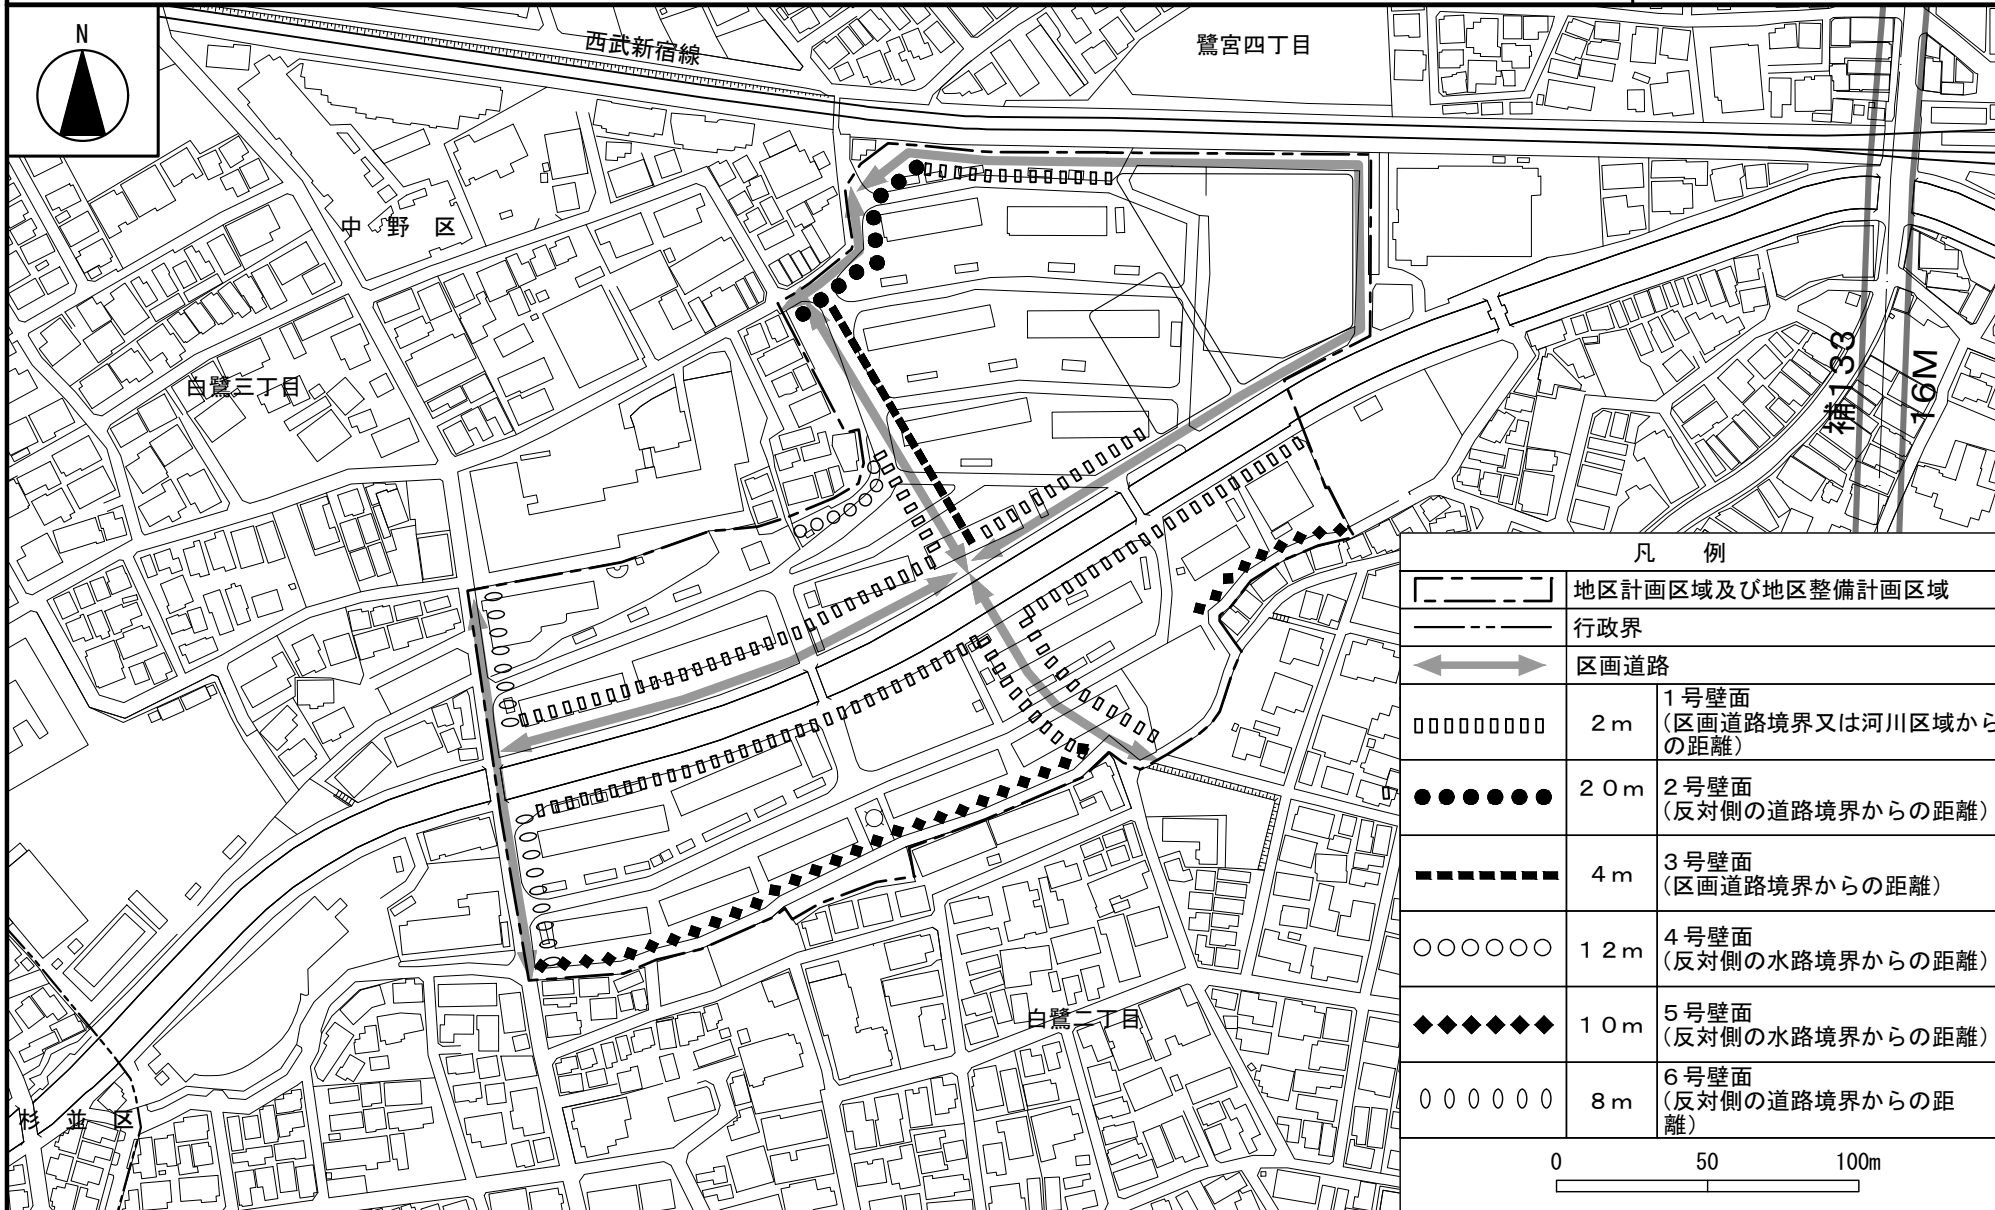 N
西武新宿線
鷺宮四丁目
中野区
白鷺三丁目
補133
16M
白鷺二丁目
杉並区
凡　例
地区計画区域及び地区整備計画区域
行政界
区画道路
２ｍ
１号壁面
（区画道路境界又は河川区域から
の距離）
２０ｍ
２号壁面
（反対側の道路境界からの距離）
４ｍ
３号壁面
（区画道路境界からの距離）
１２ｍ
４号壁面
（反対側の水路境界からの距離）
１０ｍ
５号壁面
（反対側の水路境界からの距離）
８ｍ
６号壁面
（反対側の道路境界からの距
離）
0 50 100m